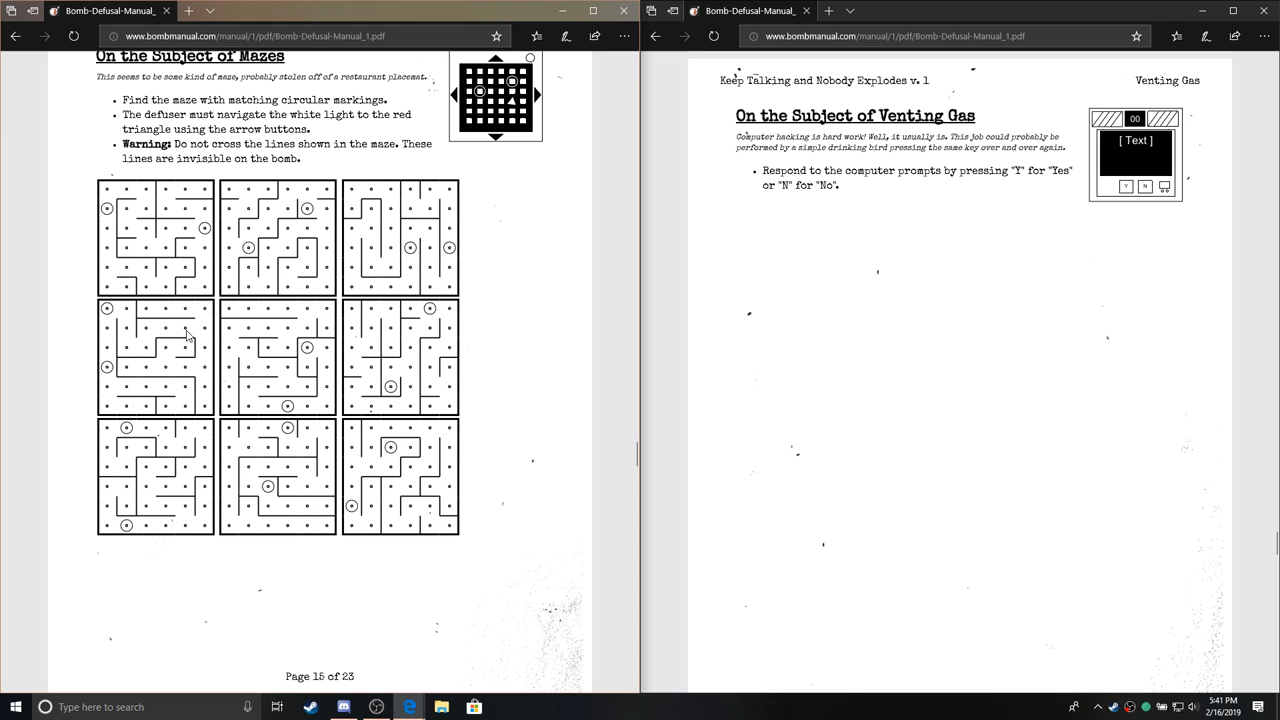 Bomb-Defusal-Manual_1.pdf
www.bombmanual.com/manual/1/pdf/Bomb-Defusal-Manual_1.pdf
On the Subject of Mazes
This seems to be some kind of maze, probably stolen off of a restaurant placemat.
• Find the maze with matching circular markings.
• The defuser must navigate the white light to the red
triangle using the arrow buttons.
• Warning: Do not cross the lines shown in the maze. These
lines are invisible on the bomb.
Page 15 of 23
Bomb-Defusal-Manual_1.pdf
www.bombmanual.com/manual/1/pdf/Bomb-Defusal-Manual_1.pdf
Keep Talking and Nobody Explodes v. 1
Venting Gas
On the Subject of Venting Gas
Computer hacking is hard work! Well, it usually is. This job could probably be
performed by a simple drinking bird pressing the same key over and over again.
• Respond to the computer prompts by pressing "Y" for "Yes"
or "N" for "No".
00
[ Text ]
Y N
Type here to search
5:41 PM
2/16/2019